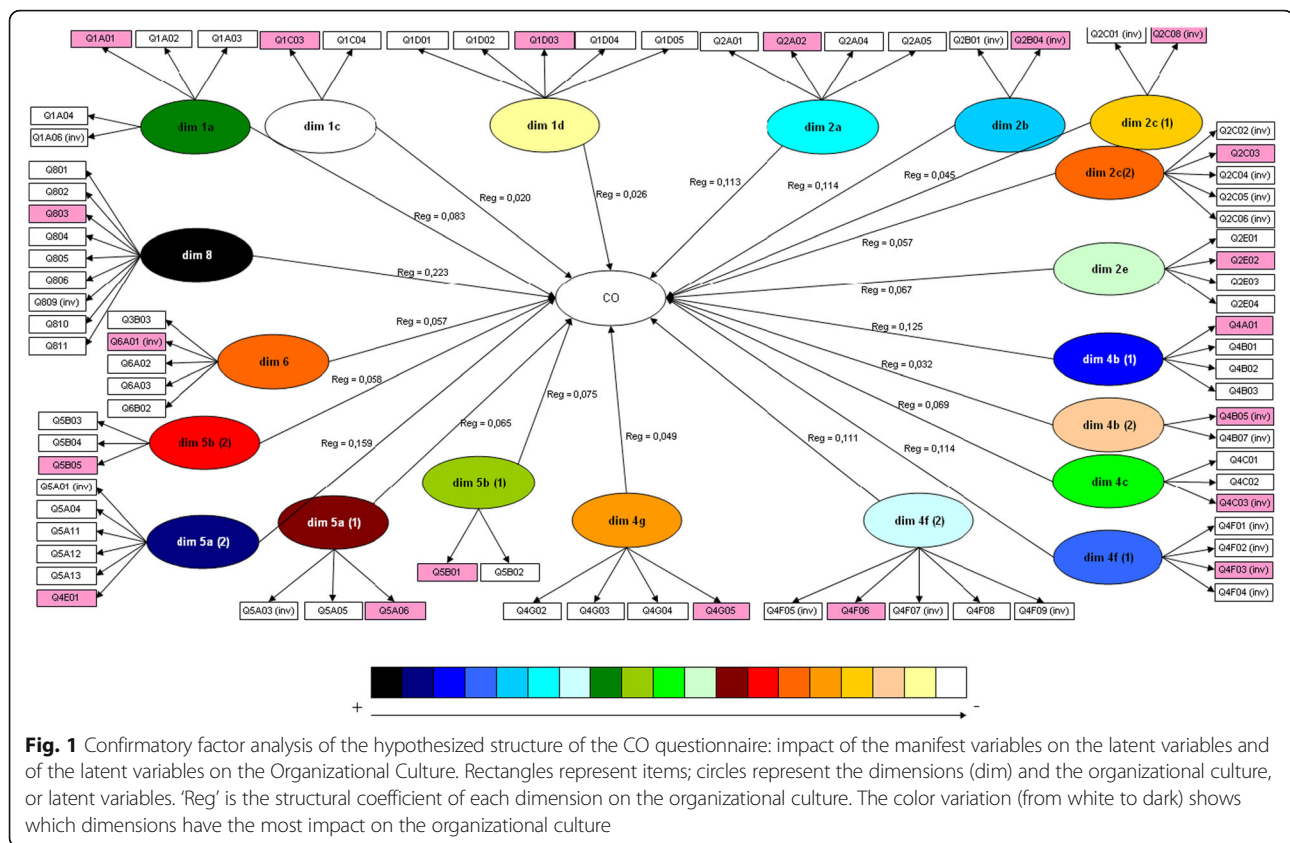 Q1A01 Q1A02 Q1A03 Q1C03 Q1C04 Q1D01 Q1D02 Q1D03 Q1D04 Q1D05 Q2A01 Q2A02 Q2A04 Q2A05 Q2B01 (inv) Q2B04 (inv) Q2C01 (inv) Q2C08 (inv)
Q1A04
Q1A06 (inv)
dim 1a
dim 1c
dim 1d
dim 2a
dim 2b
dim 2c (1)
Q2C02 (inv)
Q2C03
Q2C04 (inv)
Q2C05 (inv)
Q2C06 (inv)
dim 2c(2)
Q801
Q802
Q803
Q804
Q805
Q806
Q809 (inv)
Q810
Q811
dim 8
Reg = 0,083
Reg = 0,020
Reg = 0,026
Reg = 0,113
Reg = 0,114
Reg = 0,045
Reg = 0,057
Reg = 0,223
CO
Reg = 0,067
dim 2e
Q2E01
Q2E02
Q2E03
Q2E04
Q3B03
Q6A01 (inv)
Q6A02
Q6A03
Q6B02
dim 6
Reg = 0,057
Reg = 0,125
dim 4b (1)
Q4A01
Q4B01
Q4B02
Q4B03
Reg = 0,058
Reg = 0,032
dim 4b (2)
Q4B05 (inv)
Q4B07 (inv)
Q5B03
Q5B04
Q5B05
dim 5b (2)
Reg = 0,159
Reg = 0,065
Reg = 0,075
Reg = 0,049
Reg = 0,111
Reg = 0,069
Reg = 0,114
dim 4c
Q4C01
Q4C02
Q4C03 (inv)
Q5A01 (inv)
Q5A04
Q5A11
Q5A12
Q5A13
Q4E01
dim 5a (2)
dim 5a (1)
dim 5b (1)
dim 4g
dim 4f (2)
dim 4f (1)
Q4F01 (inv)
Q4F02 (inv)
Q4F03 (inv)
Q4F04 (inv)
Q5B01 Q5B02
Q5A03 (inv) Q5A05 Q5A06 Q4G02 Q4G03 Q4G04 Q4G05 Q4F05 (inv) Q4F06 Q4F07 (inv) Q4F08 Q4F09 (inv)
+ -
Fig. 1 Confirmatory factor analysis of the hypothesized structure of the CO questionnaire: impact of the manifest variables on the latent variables and
of the latent variables on the Organizational Culture. Rectangles represent items; circles represent the dimensions (dim) and the organizational culture,
or latent variables. 'Reg' is the structural coefficient of each dimension on the organizational culture. The color variation (from white to dark) shows
which dimensions have the most impact on the organizational culture